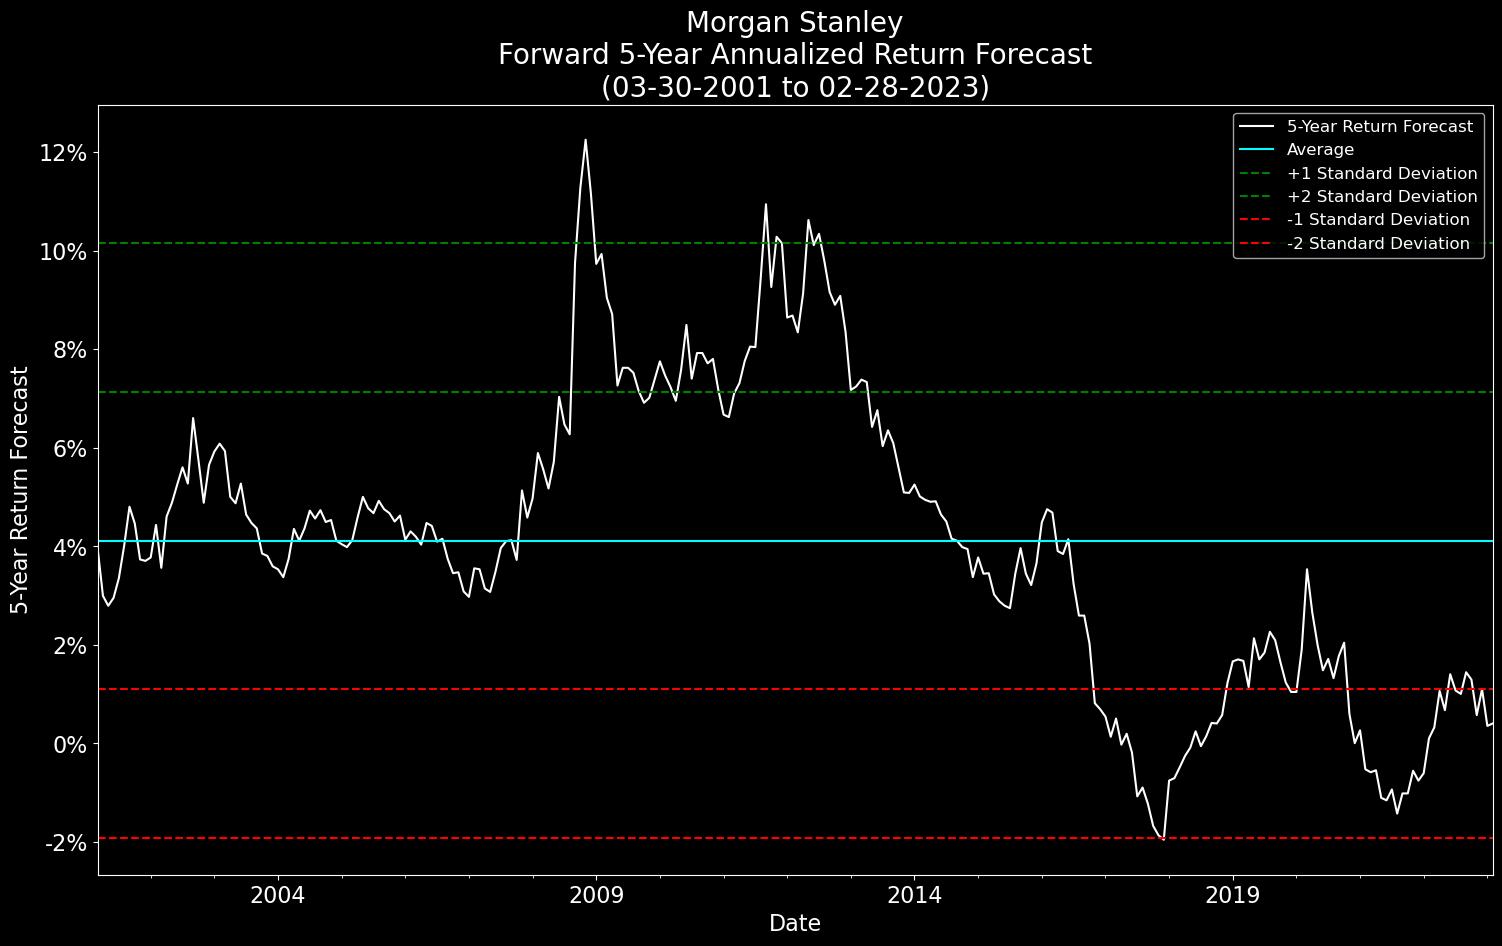 Morgan Stanley
Forward 5-Year Annualized Return Forecast
(03-30-2001 to 02-28-2023)
5-Year Return Forecast
12%
10%
8%
6%
4%
2%
0%
-2%
5-Year Return Forecast
Average
+1 Standard Deviation
+2 Standard Deviation
-1 Standard Deviation
-2 Standard Deviation
2004
2009
2014
2019
Date